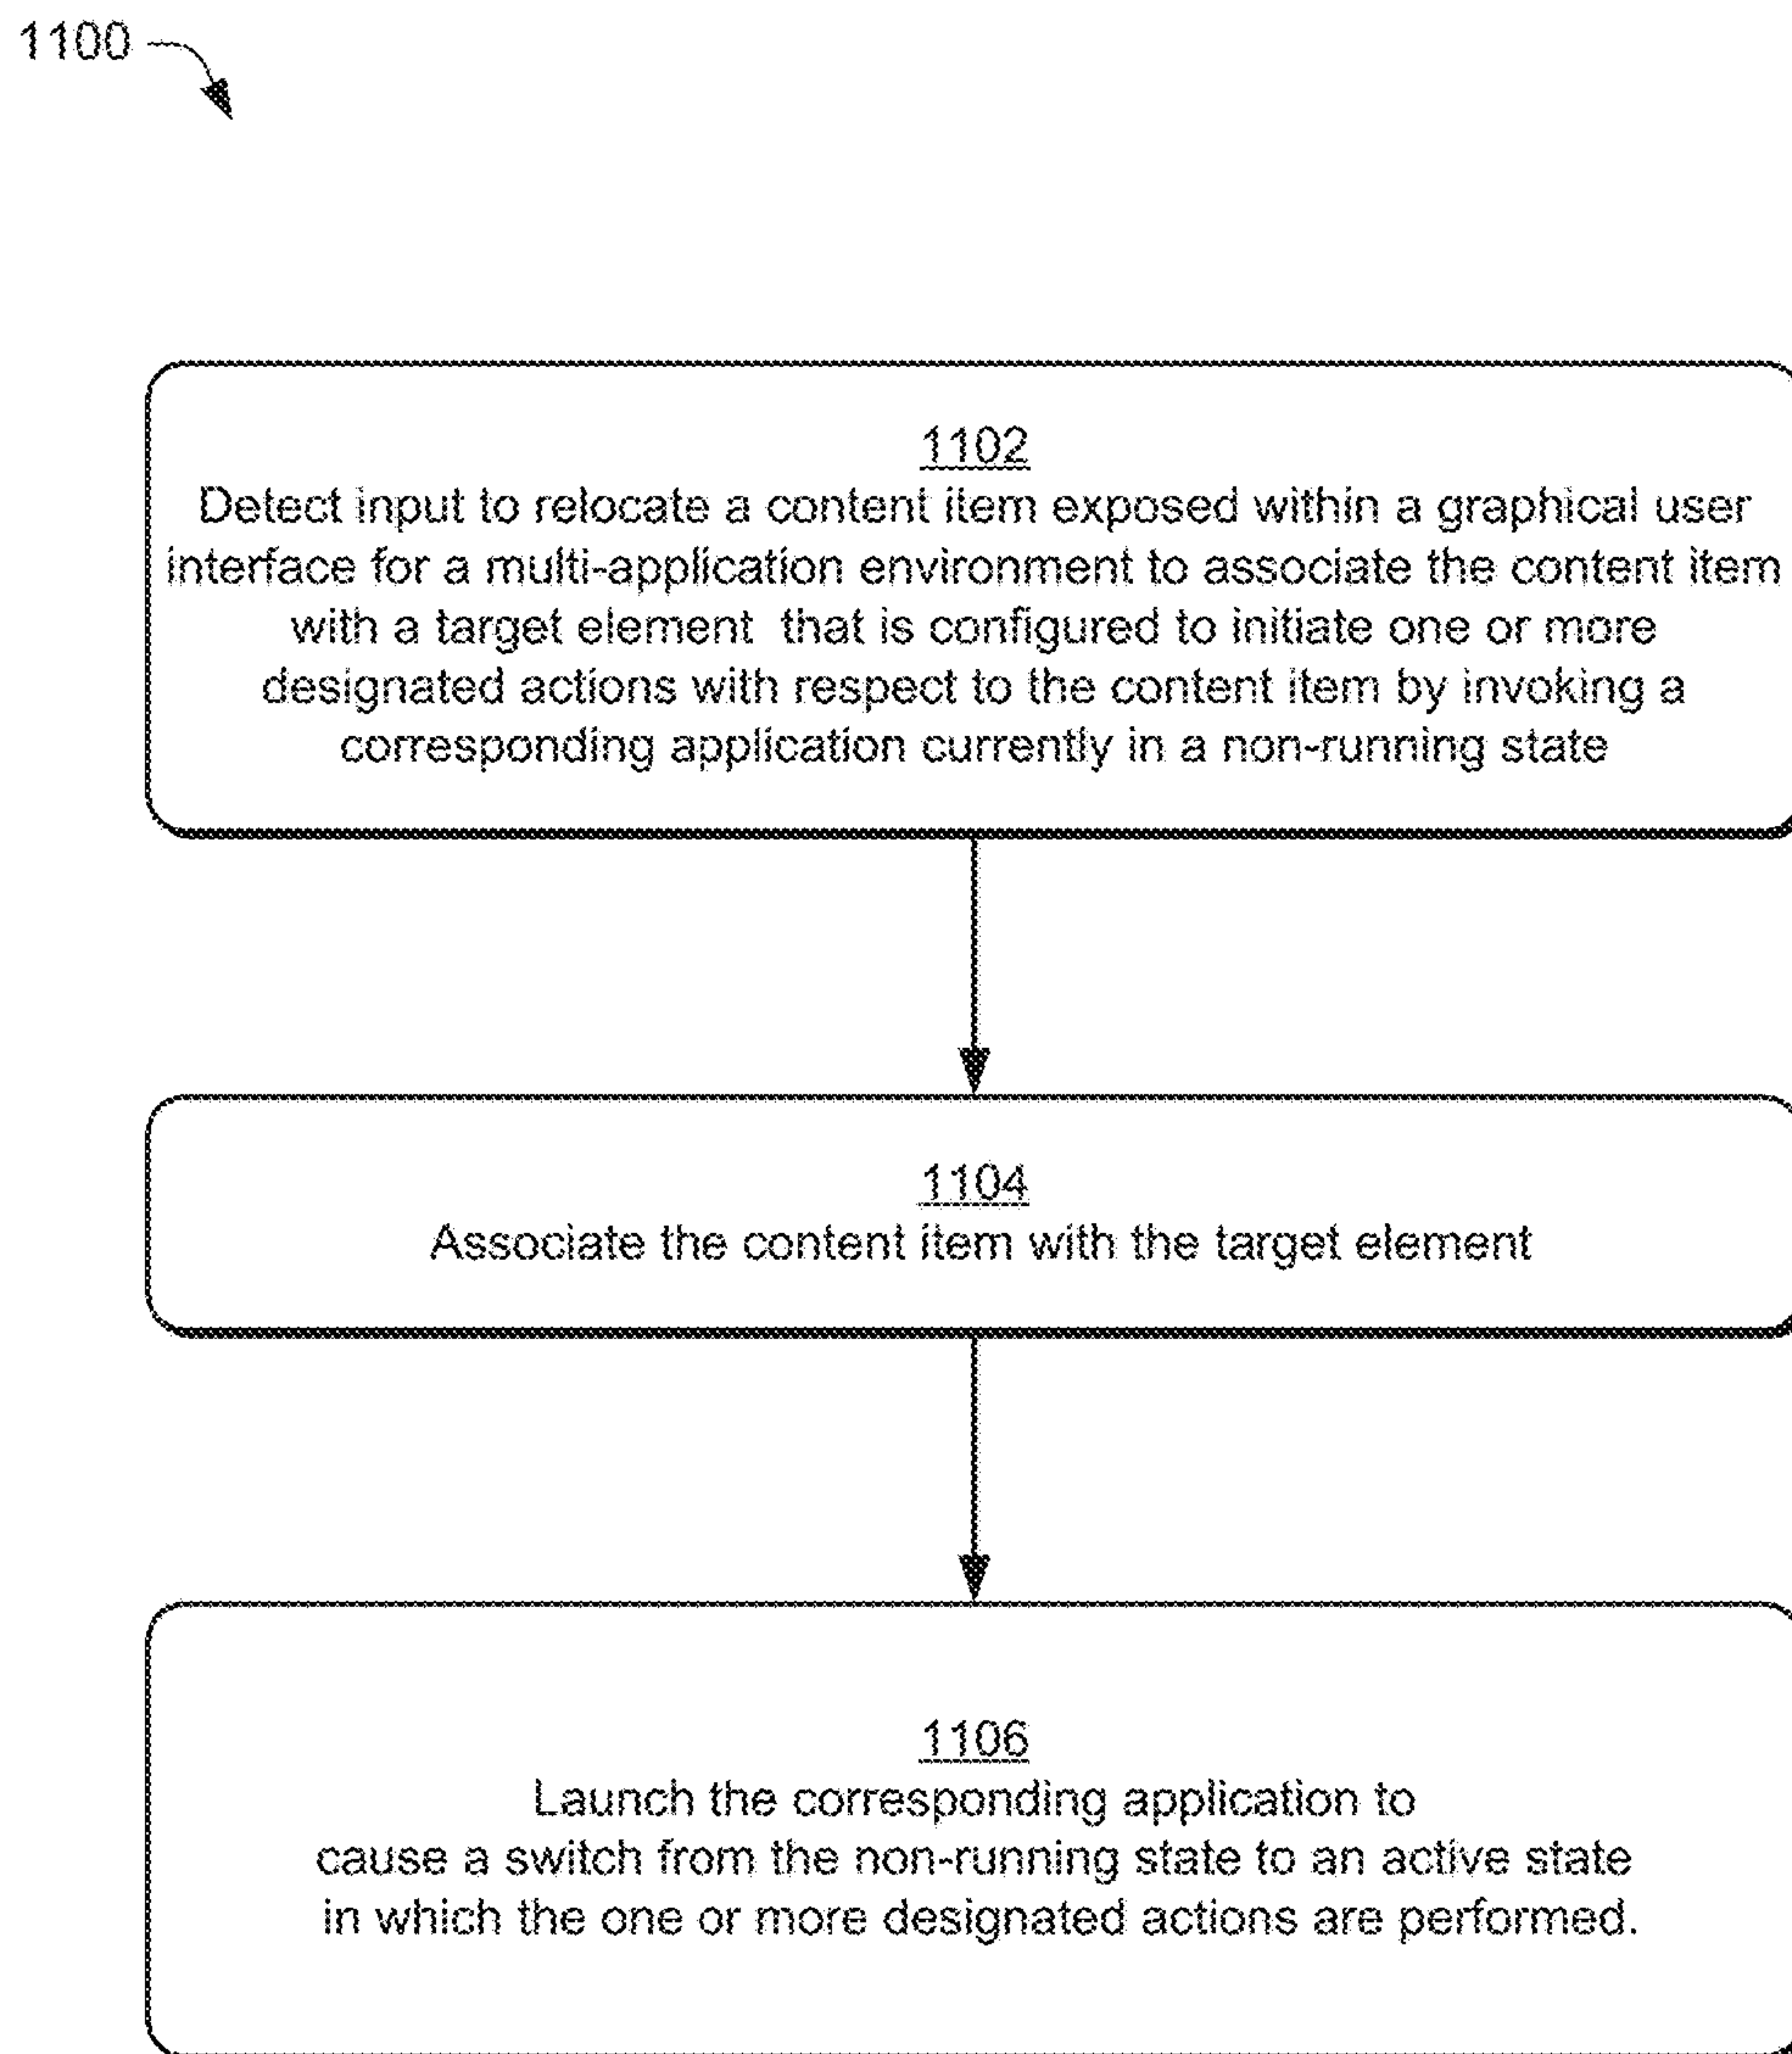 1100
1102
Detect input to relocate a content item exposed within a graphical user
interface for a multi-application environment to associate the content item
with a target element that is configured to initiate one or more
designated actions with respect to the content item by invoking a
corresponding application currently in a non-running state
1104
Associate the content item with the target element
1106
Launch the corresponding application to
cause a switch from the non-running state to an active state
in which the one or more designated actions are performed.